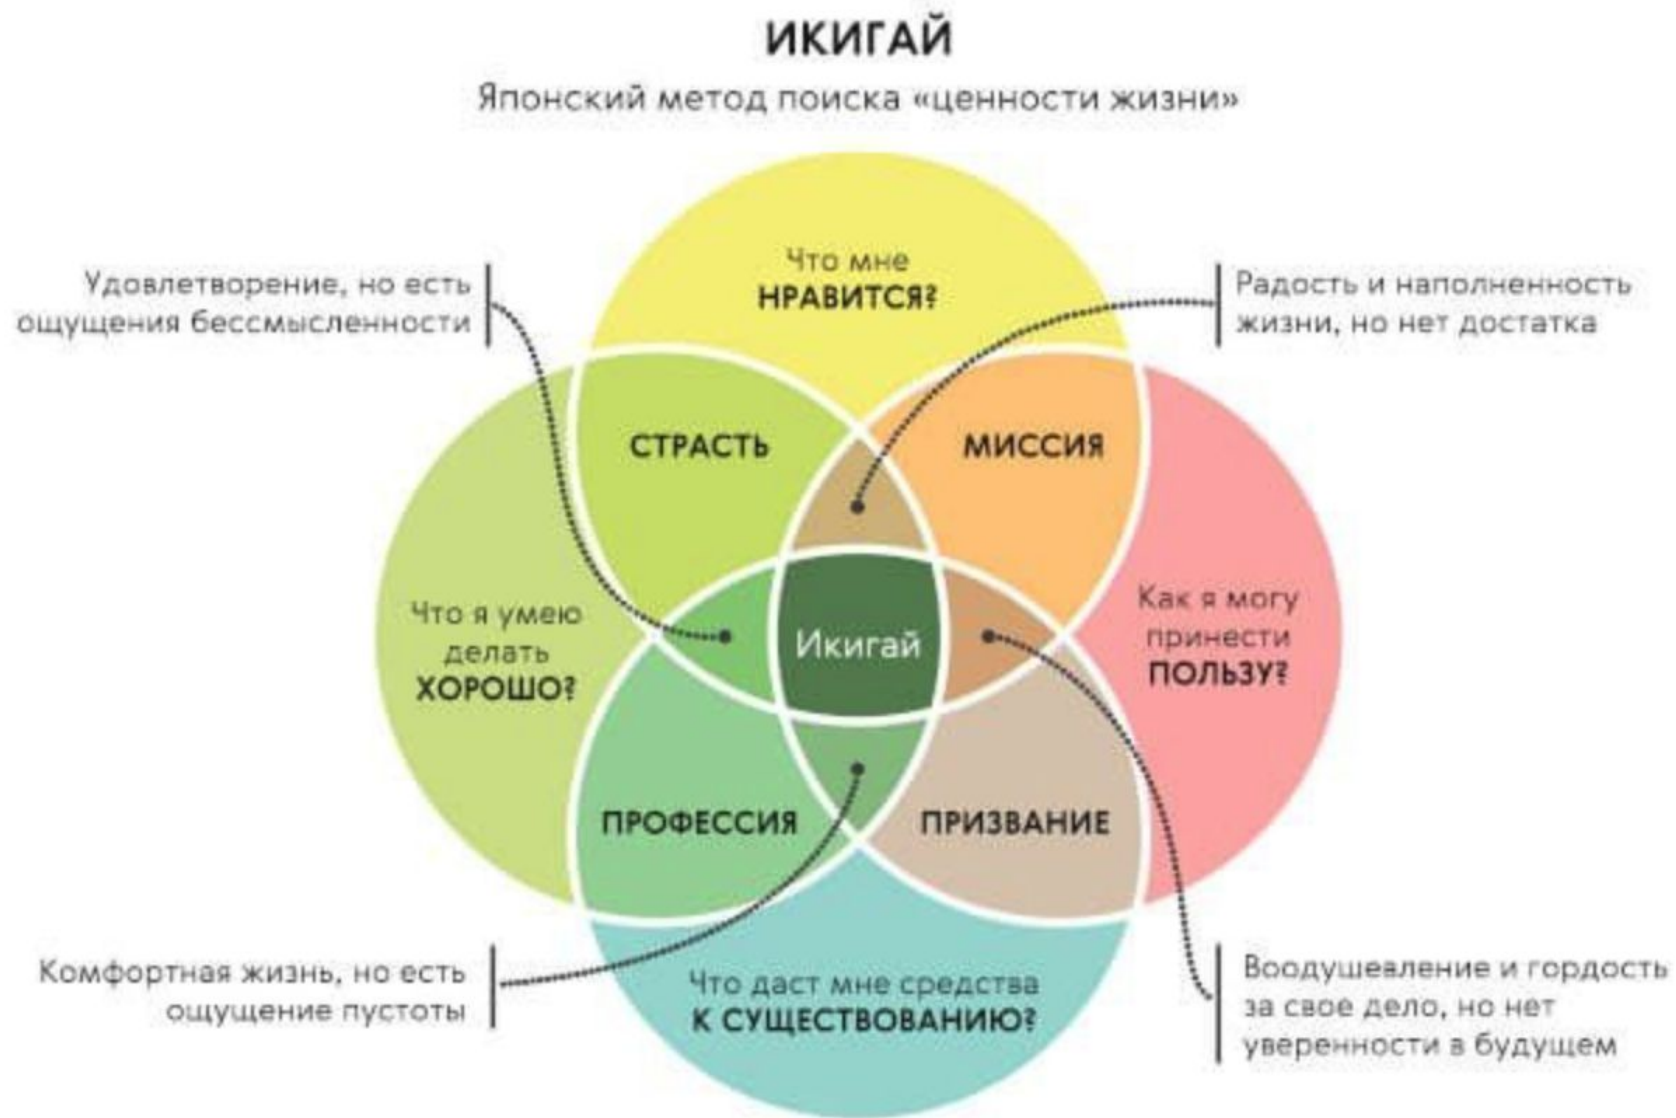 ИКИГАЙ
Японский метод поиска «ценности жизни»
Удовлетворение, но есть
ощущения бессмысленности
Что мне
НРАВИТСЯ?
Радость и наполненность
жизни, но нет достатка
СТРАСТЬ
МИССИЯ
Что я умею
делать
ХОРОШО?
Икигай
Как я могу
принести
ПОЛЬЗУ?
ПРОФЕССИЯ
ПРИЗВАНИЕ
Комфортная жизнь, но есть
ощущение пустоты
Что даст мне средства
К СУЩЕСТВОВАНИЮ?
Воодушевление и гордость
за свое дело, но нет
уверенности в будущем